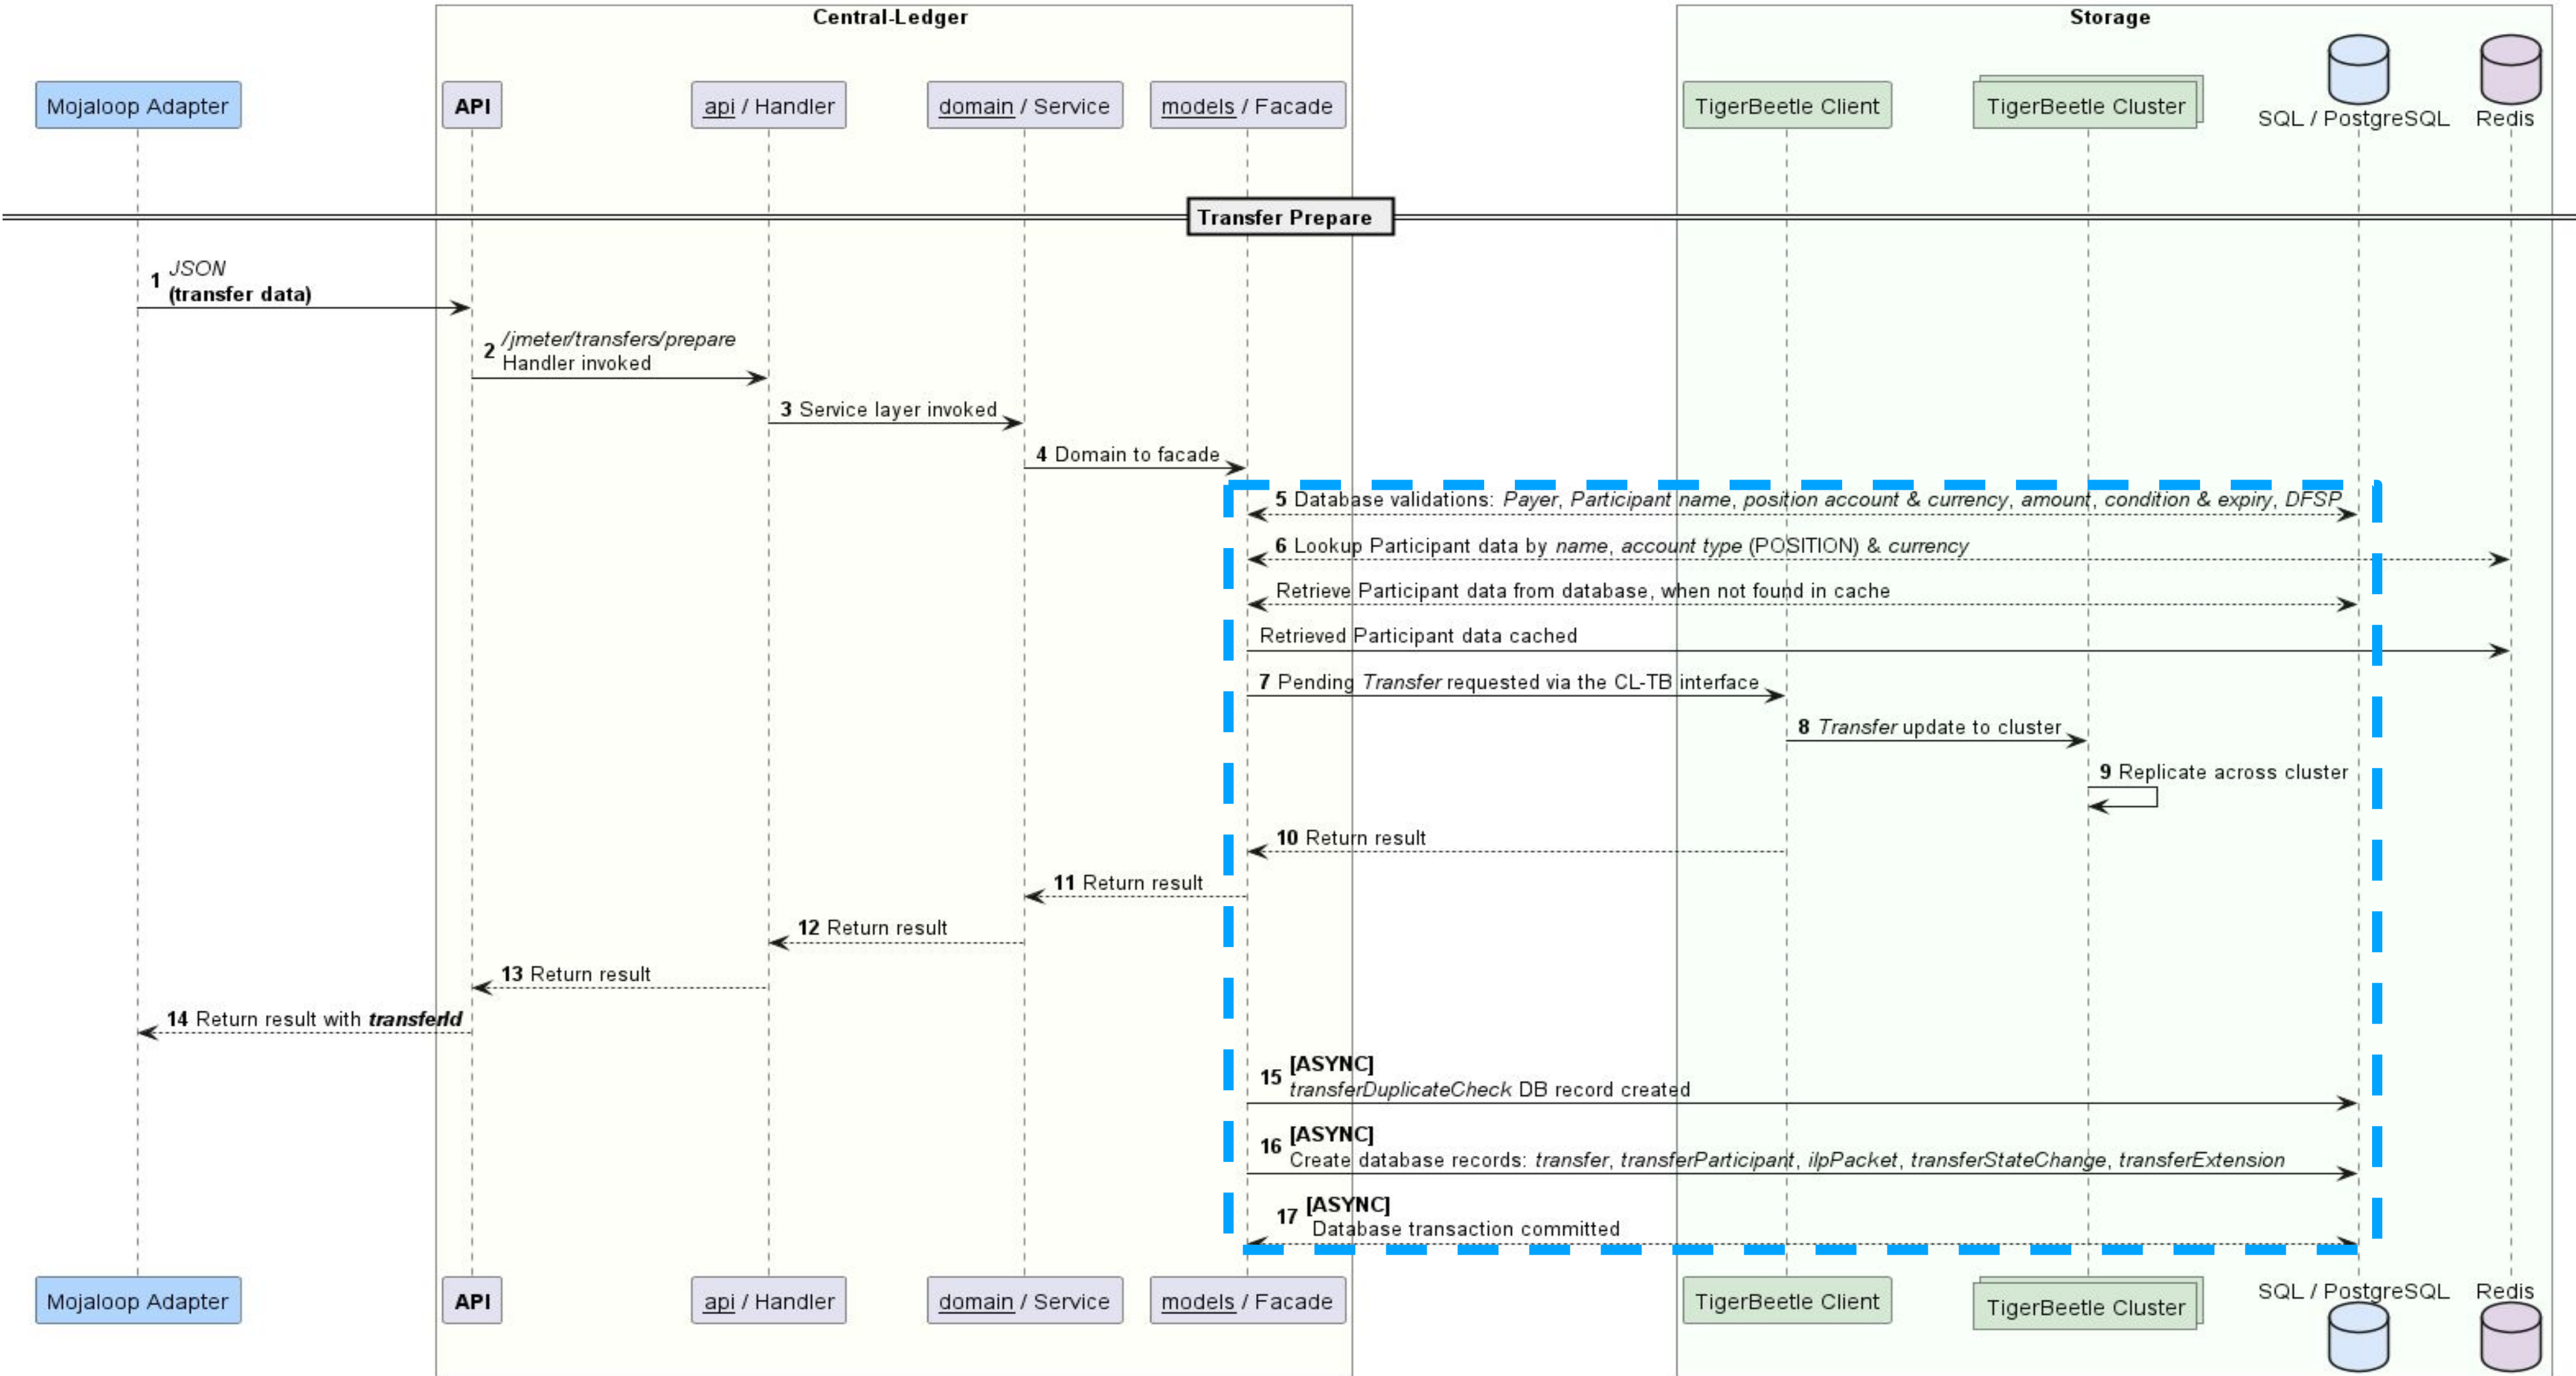 Central-Ledger
Storage
Mojaloop Adapter
API
api / Handler
domain / Service
models / Facade
TigerBeetle Client
TigerBeetle Cluster
SQL / PostgreSQL
Redis
Transfer Prepare
1 JSON
(transfer data)
2 /jmeter/transfers/prepare
Handler invoked
3 Service layer invoked
4 Domain to facade
5 Database validations: Payer, Participant name, position account & currency, amount, condition & expiry, DFSP
6 Lookup Participant data by name, account type (POSITION) & currency
Retrieve Participant data from database, when not found in cache
Retrieved Participant data cached
7 Pending Transfer requested via the CL-TB interface
8 Transfer update to cluster
9 Replicate across cluster
10 Return result
11 Return result
12 Return result
13 Return result
14 Return result with transferId
15 [ASYNC]
transferDuplicateCheck DB record created
16 [ASYNC]
Create database records: transfer, transferParticipant, ilpPacket, transferStateChange, transferExtension
17 [ASYNC]
Database transaction committed
Mojaloop Adapter
API
api / Handler
domain / Service
models / Facade
TigerBeetle Client
TigerBeetle Cluster
SQL / PostgreSQL
Redis